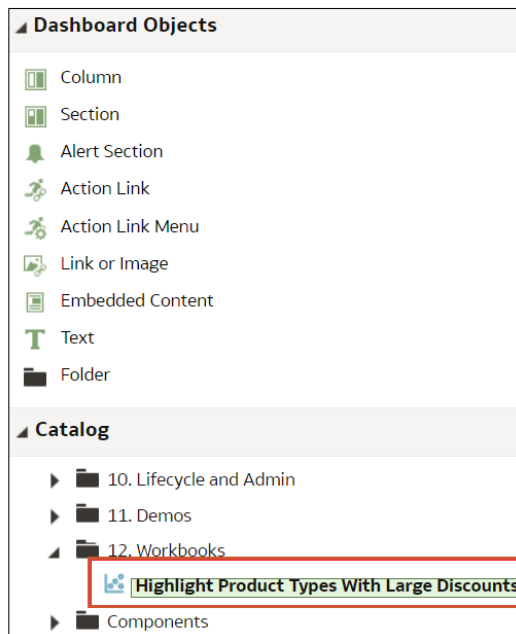 Dashboard Objects
Column
Section
Alert Section
Action Link
Action Link Menu
Link or Image
Embedded Content
Text
Folder
Catalog
10. Lifecycle and Admin
11. Demos
12. Workbooks
Highlight Product Types With Large Discounts
Components